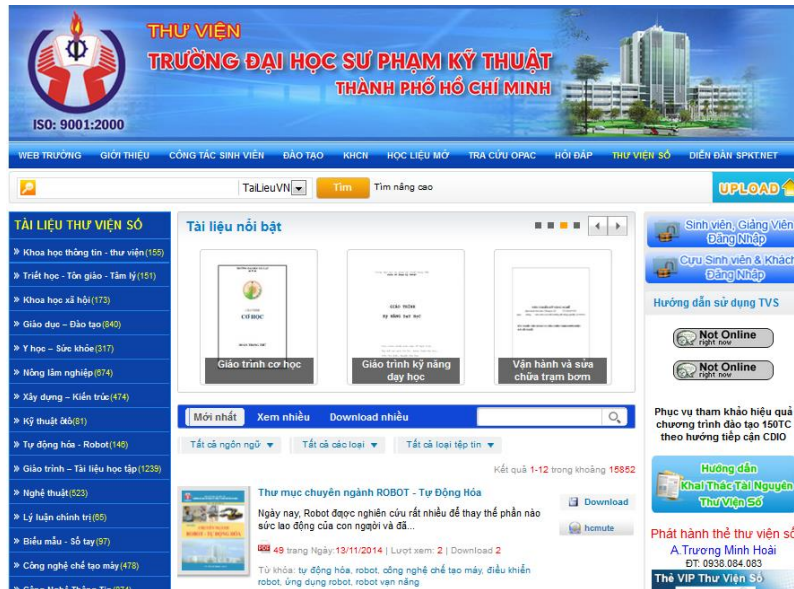 THƯ VIỆN
TRƯỜNG ĐẠI HỌC SƯ PHẠM KỸ THUẬT
THÀNH PHỐ HỒ CHÍ MINH
ISO: 9001:2000
WEB TRƯỜNG GIỚI THIỆU CÔNG TÁC SINH VIÊN ĐÀO TẠO KHCN HỌC LIỆU MỞ TRA CỨU OPAC HỎI ĐÁP THƯ VIỆN SỐ DIỄN ĐÀN SPKT.NET
TaiLieuVN Tìm Tìm nâng cao UPLOAD
TÀI LIỆU THƯ VIỆN SỐ
» Khoa học thông tin - thư viện(155)
» Triết học - Tôn giáo - Tâm lý(151)
» Khoa học xã hội(173)
» Giáo dục – Đào tạo(840)
» Y học – Sức khỏe(317)
» Nông lâm nghiệp(674)
» Xây dựng – Kiến trúc(474)
» Kỹ thuật ôtô(81)
» Tự động hóa - Robot(146)
» Giáo trình – Tài liệu học tập(1239)
» Nghệ thuật(523)
» Lý luận chính trị(65)
» Biểu mẫu - Sổ tay(97)
» Công nghệ chế tạo máy(478)
Tài liệu nổi bật
CƠ HỌC
Giáo trình cơ học
GIÁO TRÌNH
KỸ NĂNG DẠY HỌC
Giáo trình kỹ năng
dạy học
Vận hành và sửa
chữa trạm bơm
Mới nhất Xem nhiều Download nhiều
Tất cả ngôn ngữ Tất cả các loại Tất cả loại tệp tin
Kết quả 1-12 trong khoảng 15852
Thư mục chuyên ngành ROBOT - Tự Động Hóa
Ngày nay, Robot đƣợc nghiên cứu rất nhiều để thay thế phần nào
sức lao động của con ngƣời và đã...
49 trang Ngày:13/11/2014 | Lượt xem: 2 | Download 2
Từ khóa: tự động hóa, robot, công nghệ chế tạo máy, điều khiển
robot, ứng dụng robot, robot vạn năng
Download
hcmute
Sinh viên, Giảng Viên
Đăng Nhập
Cựu Sinh viên & Khách
Đăng Nhập
Hướng dẫn sử dụng TVS
Not Online
right now
Not Online
right now
Phục vụ tham khảo hiệu quả
chương trình đào tạo 150TC
theo hướng tiếp cận CDIO
Hướng dẫn
Khai Thác Tài Nguyên
Thư Viện Số
Phát hành thẻ thư viện số
A.Trương Minh Hoài
ĐT: 0938.084.083
Thẻ VIP Thư Viện Số